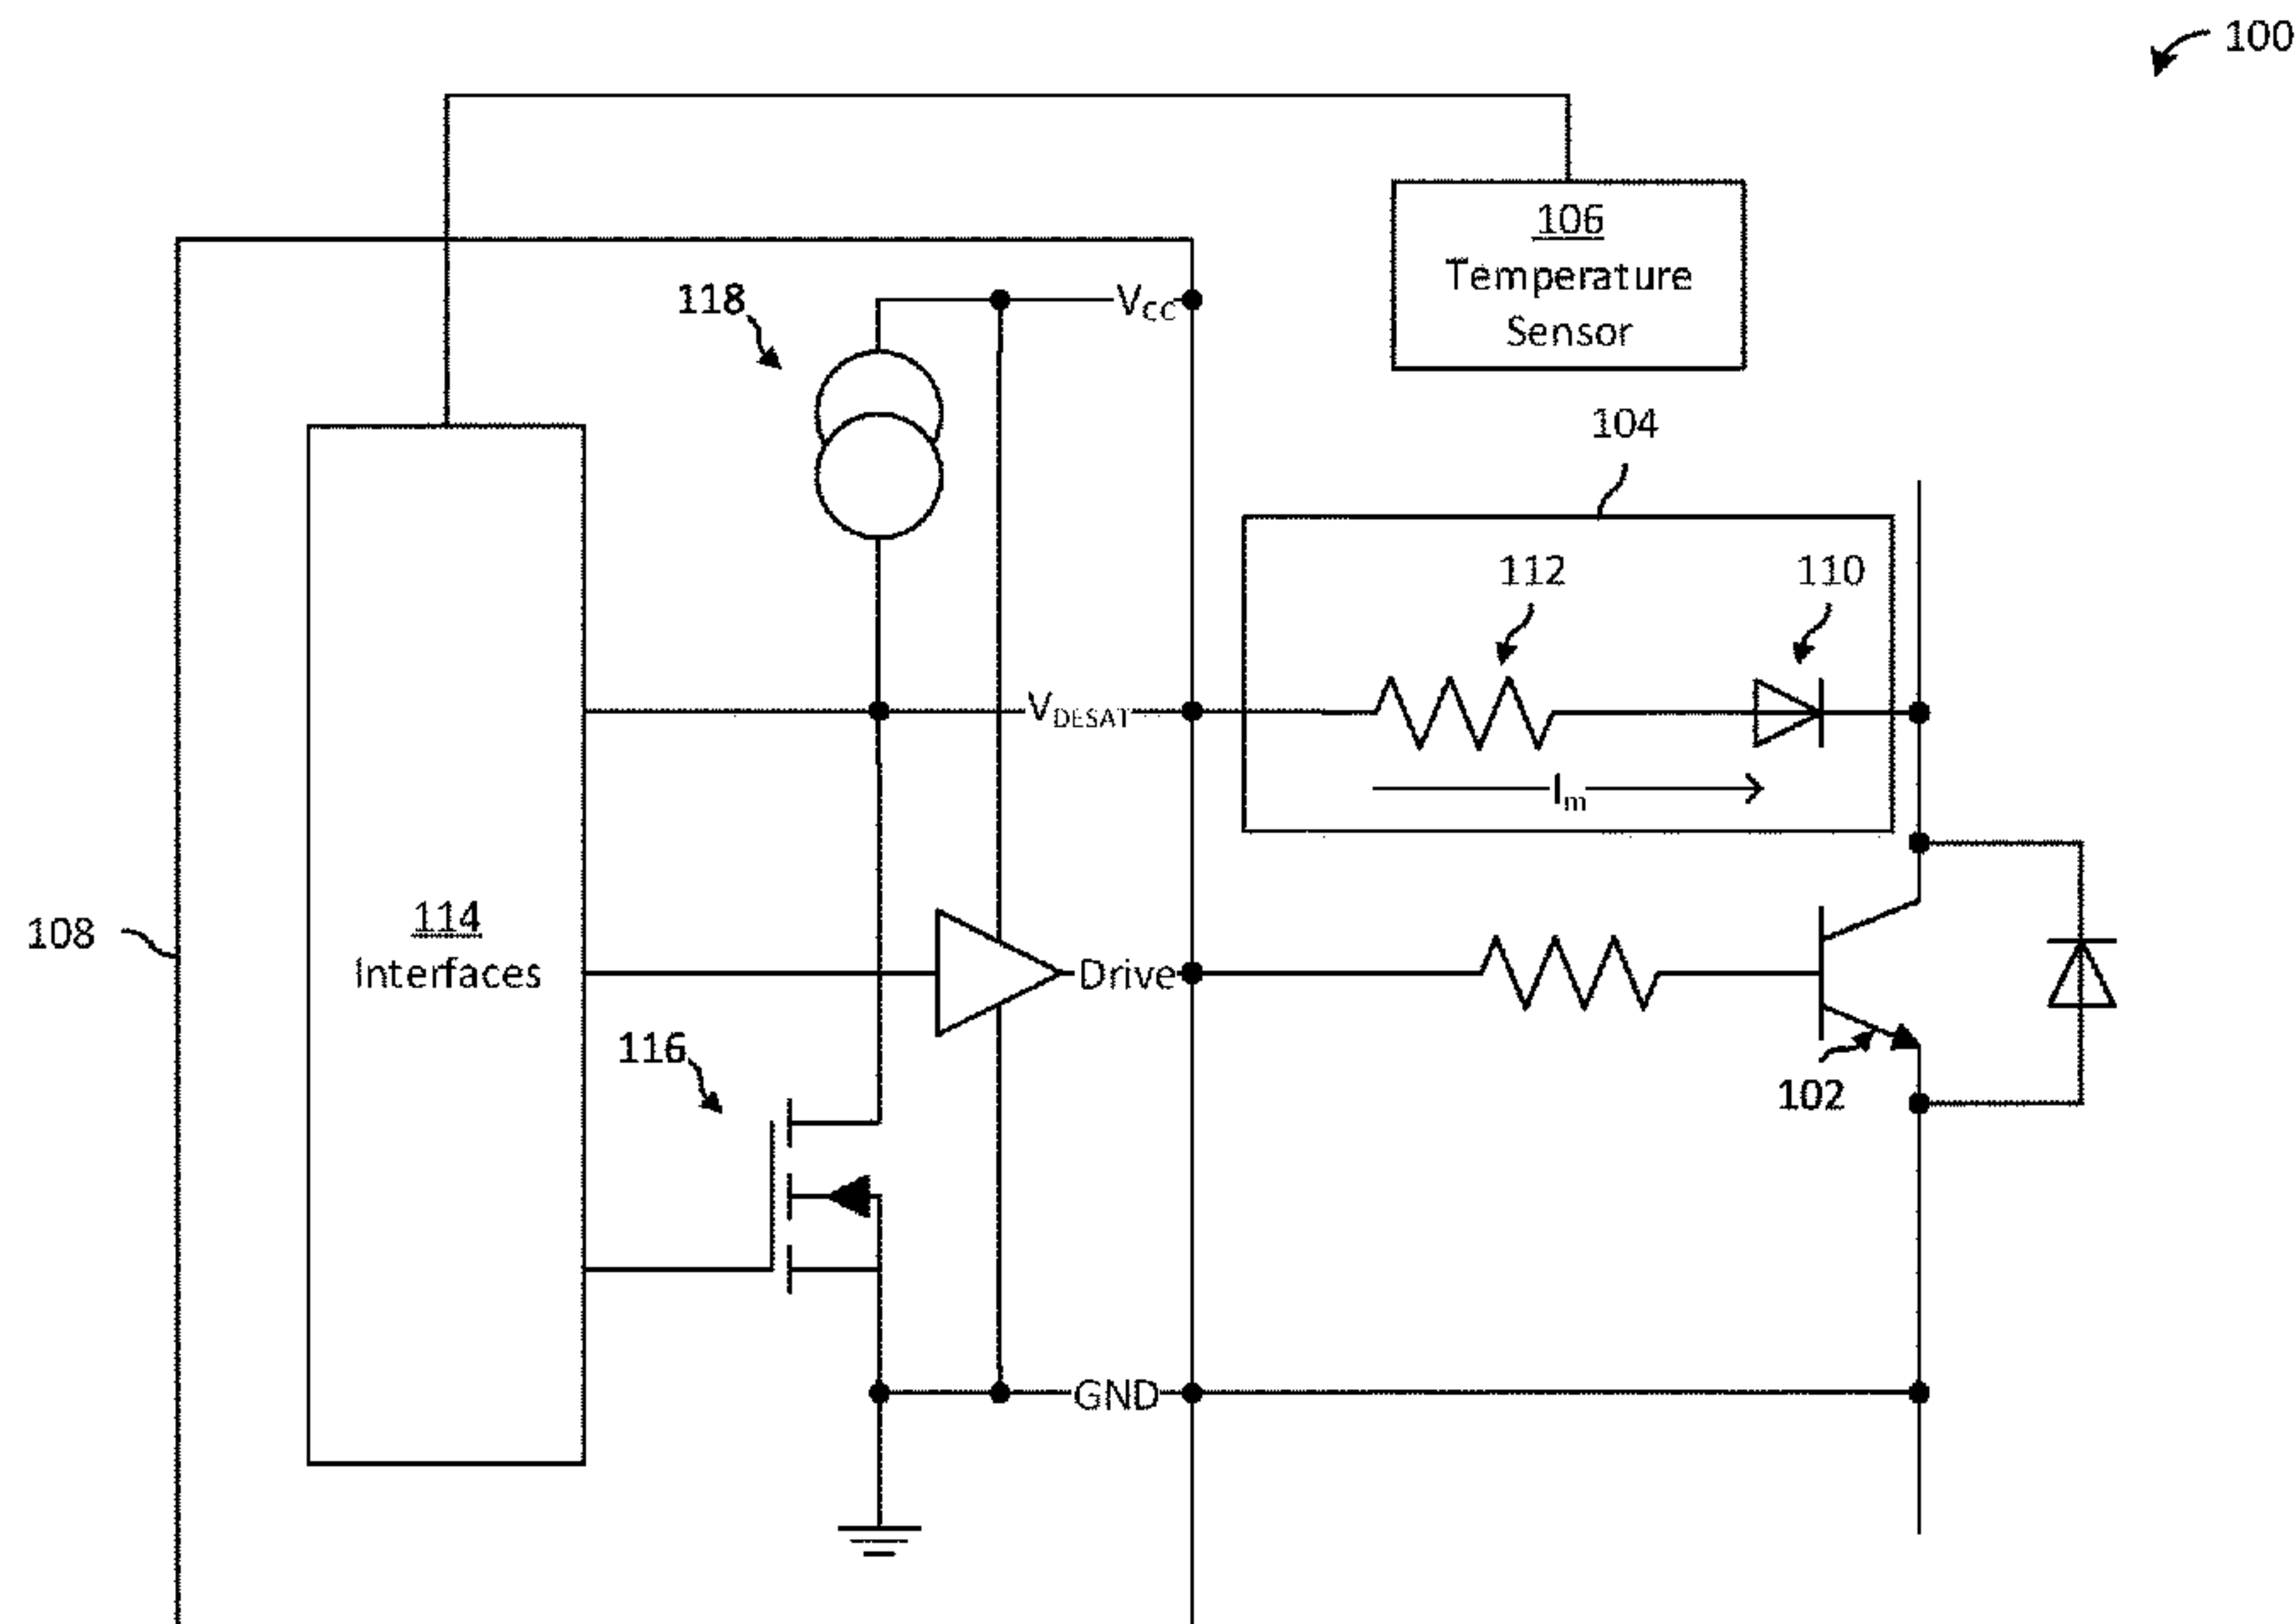 100
106
Temperature
Sensor
118
VCC
104
112
110
VDESAT
Im
108
114
Interfaces
Drive
116
102
GND